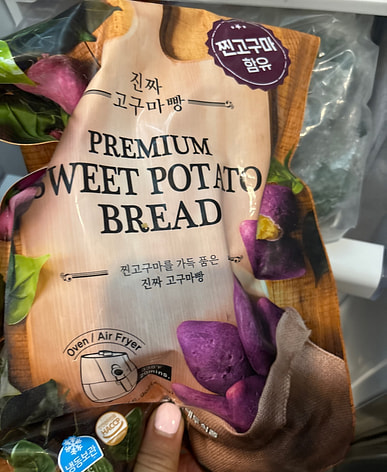 찐고구마
함유
진짜
고구마빵
PREMIUM
SWEET POTATO
BREAD
찐고구마를 가득 품은
진짜 고구마빵
Oven / Air Fryer
mins.
냉동보관